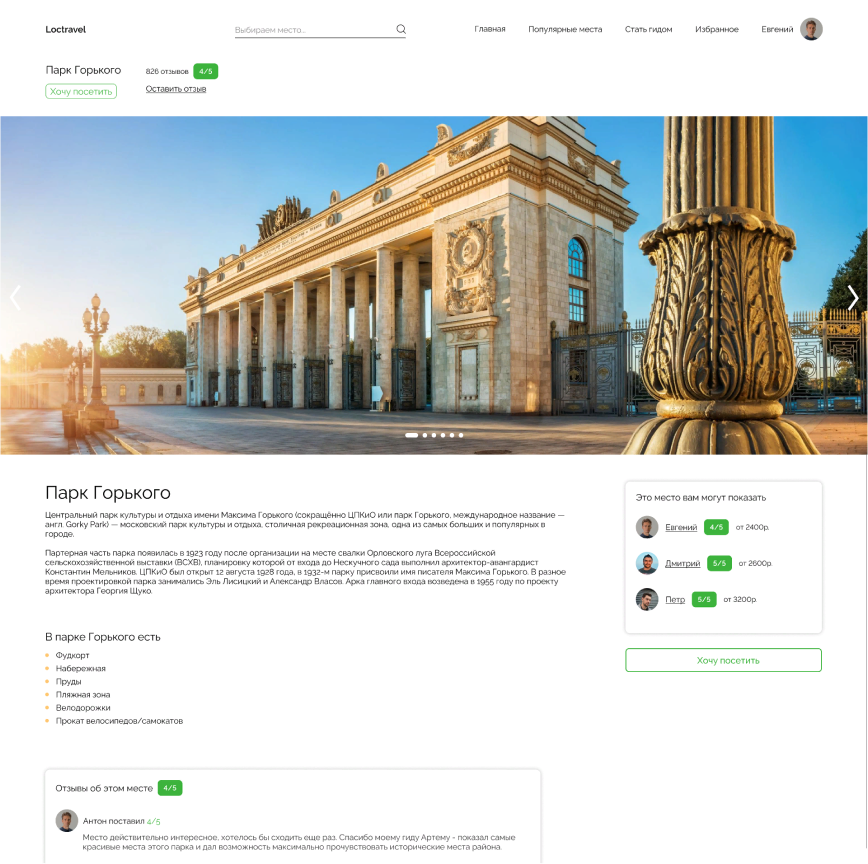 Loctravel
Выбираем место...
Главная
Популярные места
Стать гидом
Избранное
Евгений
Парк Горького
826 отзывов
4/5
Хочу посетить
Оставить отзыв
Парк Горького
Центральный парк культуры и отдыха имени Максима Горького (сокращённо ЦПКиО или парк Горького, международное название —
англ. Gorky Park) — московский парк культуры и отдыха, столичная рекреационная зона, одна из самых больших и популярных в
городе.
Партерная часть парка появилась в 1923 году после организации на месте свалки Орловского луга Всероссийской
сельскохозяйственной выставки (ВСХВ), планировку которой от входа до Нескучного сада выполнил архитектор-авангардист
Константин Мельников. ЦПКиО был открыт 12 августа 1928 года, в 1932-м парку присвоили имя писателя Максима Горького. В разное
время проектировкой парка занимались Эль Лисицкий и Александр Власов. Арка главного входа возведена в 1955 году по проекту
архитектора Георгия Щуко.
В парке Горького есть
Фудкорт
Набережная
Пруды
Пляжная зона
Велодорожки
Прокат велосипедов/самокатов
Это место вам могут показать
Евгений 4/5 от 2400р.
Дмитрий 5/5 от 2600р.
Петр 5/5 от 3200р.
Хочу посетить
Отзывы об этом месте 4/5
Антон поставил 4/5
Место действительно интересное, хотелось бы сходить еще раз. Спасибо моему гиду Артему - показал самые
красивые места этого парка и дал возможность максимально прочувствовать исторические места района.